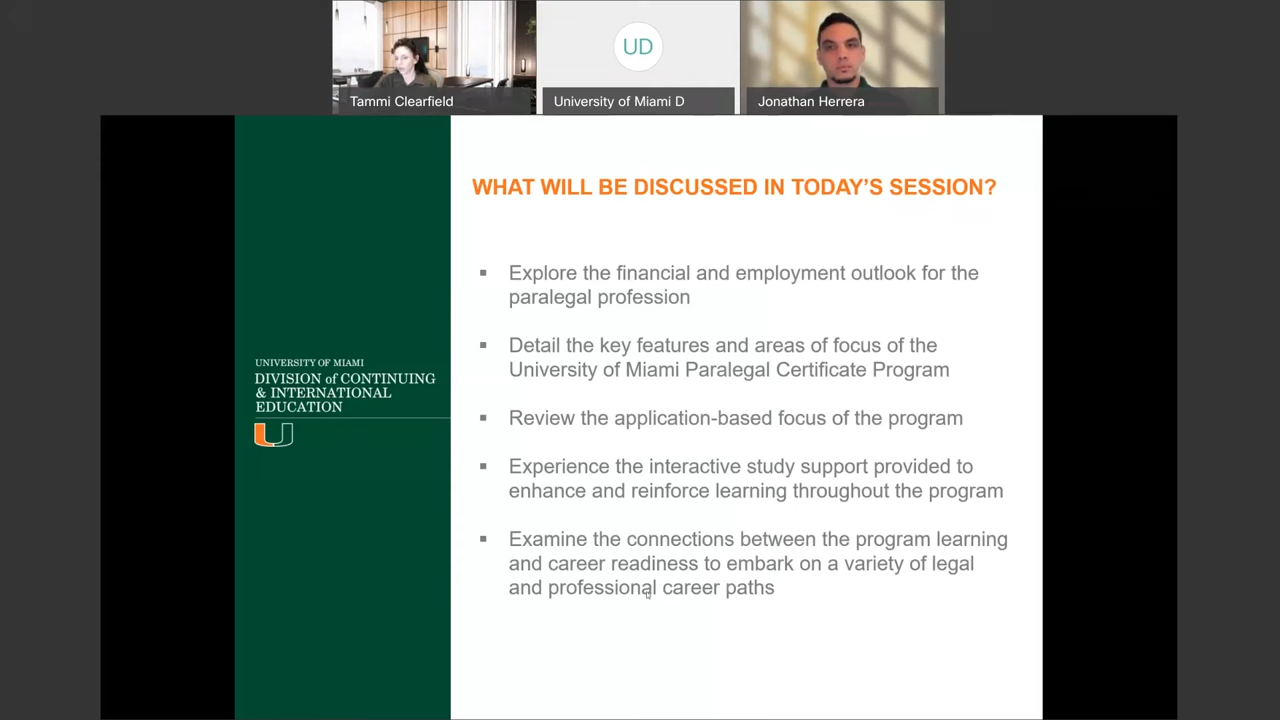 Tammi Clearfield
UD
University of Miami D
Jonathan Herrera
WHAT WILL BE DISCUSSED IN TODAY'S SESSION?
▪ Explore the financial and employment outlook for the
paralegal profession
▪ Detail the key features and areas of focus of the
University of Miami Paralegal Certificate Program
▪ Review the application-based focus of the program
▪ Experience the interactive study support provided to
enhance and reinforce learning throughout the program
▪ Examine the connections between the program learning
and career readiness to embark on a variety of legal
and professional career paths
UNIVERSITY OF MIAMI
DIVISION of CONTINUING
& INTERNATIONAL
EDUCATION